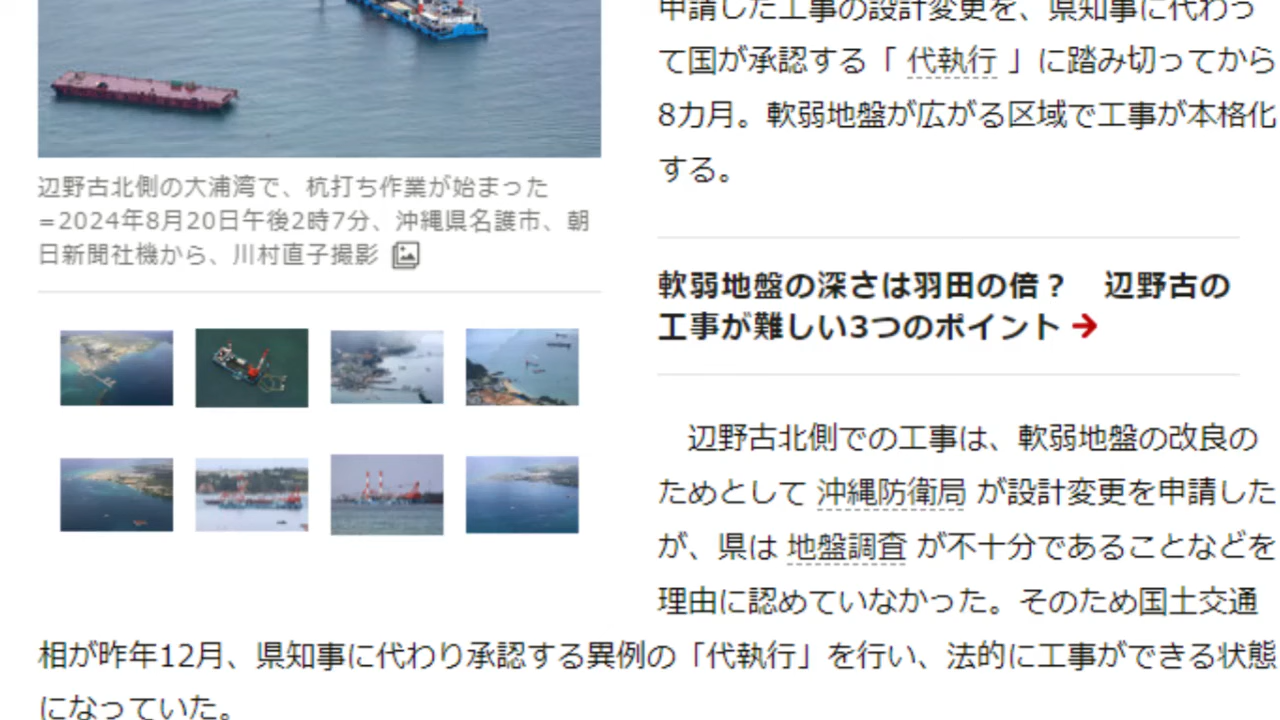 辺野古北側の大浦湾で、杭打ち作業が始まった
=2024年8月20日午後2時7分、沖縄県名護市、朝
日新聞社機から、川村直子撮影
申請した工事の設計変更を、県知事に代わっ
て国が承認する「 代執行 」に踏み切ってから
8カ月。軟弱地盤が広がる区域で工事が本格化
する。
軟弱地盤の深さは羽田の倍？　辺野古の
工事が難しい3つのポイント
　辺野古北側での工事は、軟弱地盤の改良の
ためとして 沖縄防衛局 が設計変更を申請した
が、県は 地盤調査 が不十分であることなどを
理由に認めていなかった。そのため国土交通
相が昨年12月、県知事に代わり承認する異例の「代執行」を行い、法的に工事ができる状態
になっていた。